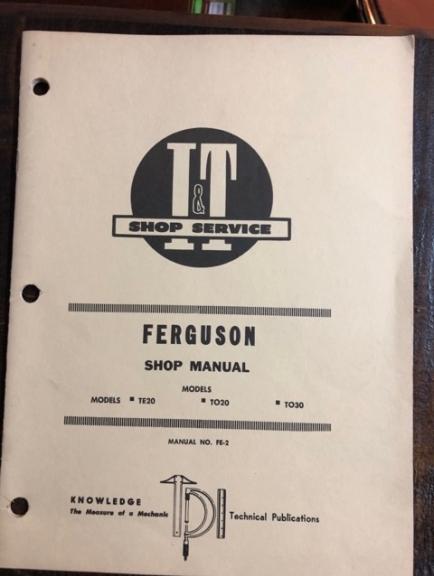 I&T
SHOP SERVICE
FERGUSON
SHOP MANUAL
MODELS
MODELS ■ TE20 ■ TO20 ■ TO30
MANUAL NO. FE-2
KNOWLEDGE
The Measure of a Mechanic
TPI
Technical Publications